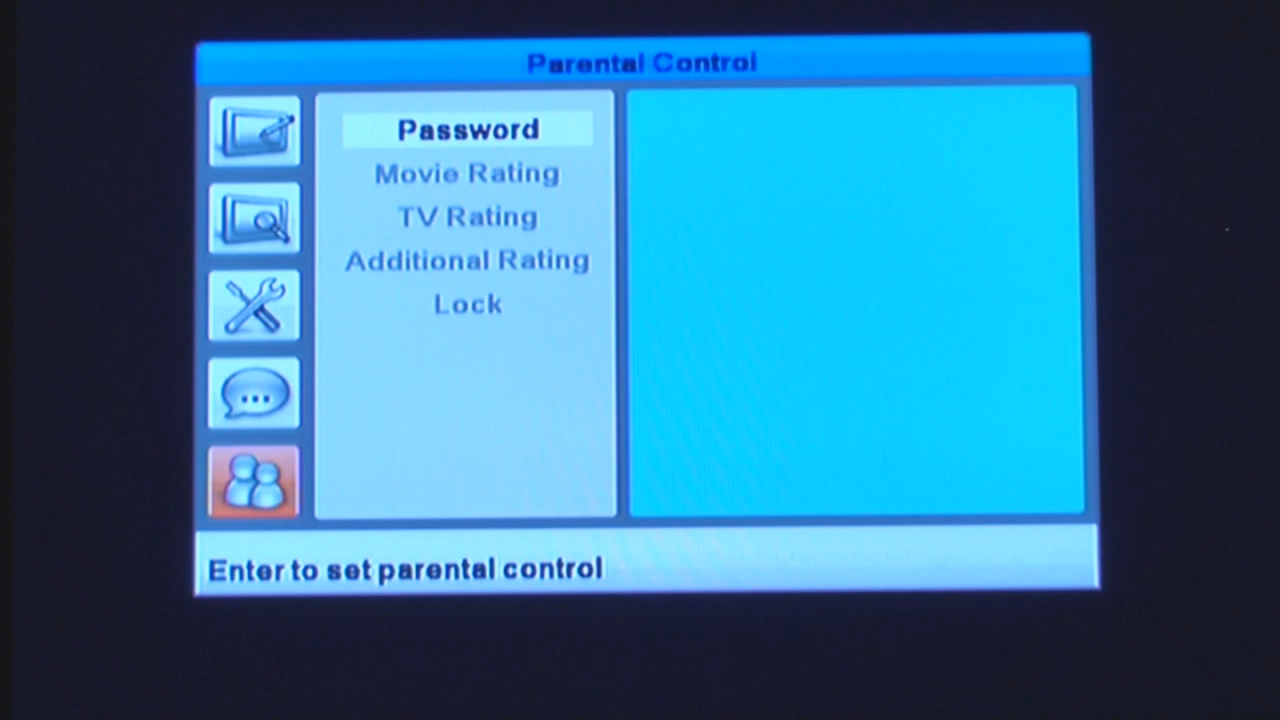 Parental Control
Password
Movie Rating
TV Rating
Additional Rating
Lock
Enter to set parental control